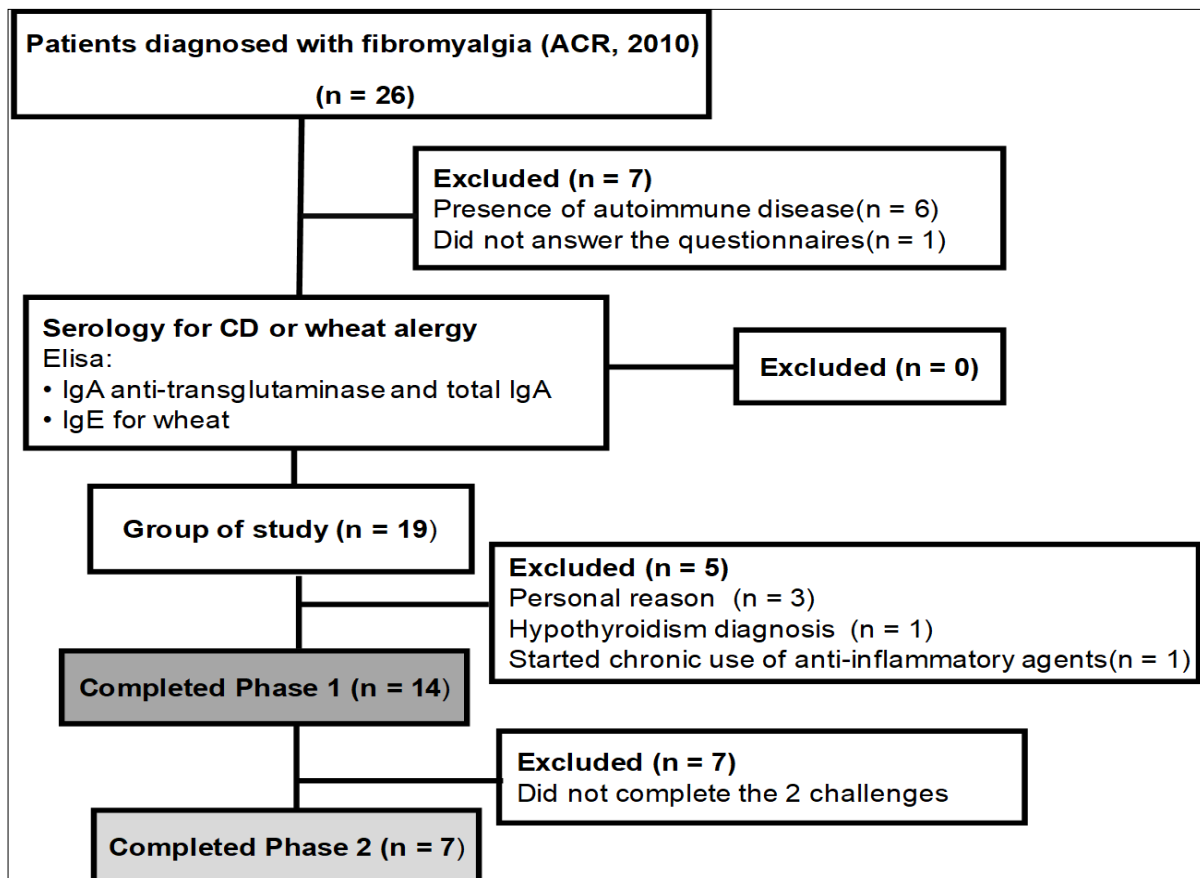 Patients diagnosed with fibromyalgia (ACR, 2010)
(n = 26)
Excluded (n = 7)
Presence of autoimmune disease(n = 6)
Did not answer the questionnaires(n = 1)
Serology for CD or wheat alergy
Elisa:
• IgA anti-transglutaminase and total IgA
• IgE for wheat
Excluded (n = 0)
Group of study (n = 19)
Excluded (n = 5)
Personal reason (n = 3)
Hypothyroidism diagnosis (n = 1)
Started chronic use of anti-inflammatory agents(n = 1)
Completed Phase 1 (n = 14)
Excluded (n = 7)
Did not complete the 2 challenges
Completed Phase 2 (n = 7)